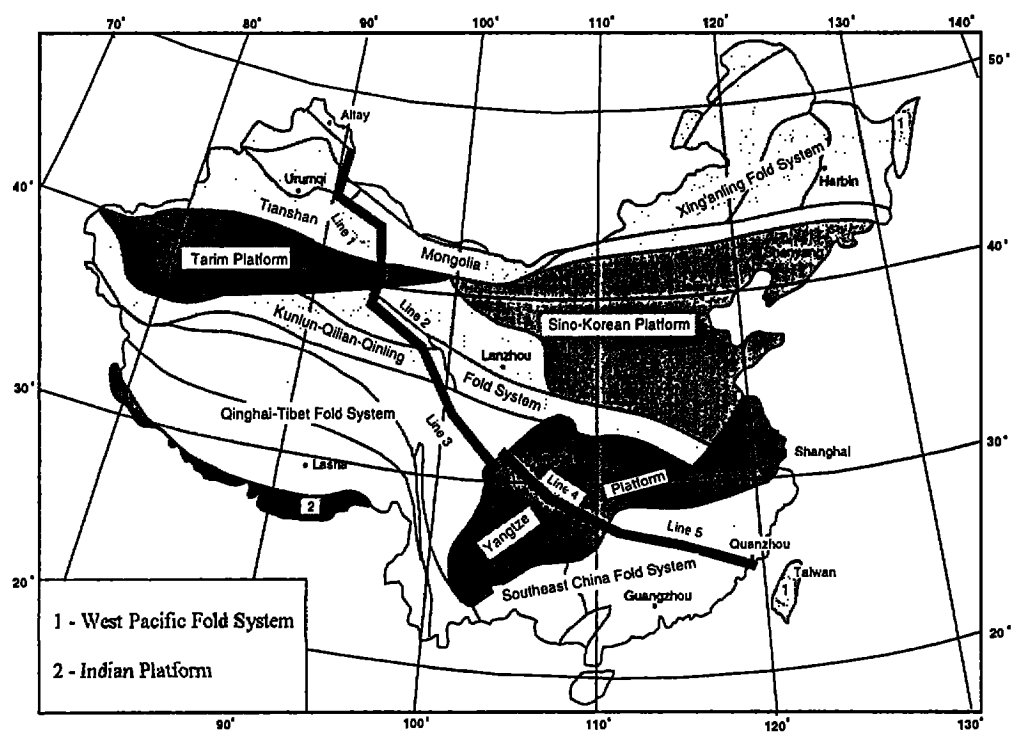 70°
80°
90°
100°
110°
120°
130°
140°
50°
Altay
1
40°
Urumqi
Xing'anling Fold System
Harbin
Tianshan
Line 1
40°
Mongolia
Tarim Platform
Line 2
Sino-Korean Platform
Kunlun-Qilian-Qinling
Lanzhou
Fold System
30°
Qinghai-Tibet Fold System
Line 3
30°
Shanghai
Lasha
Line 4
Platform
2
Yangtze
Line 5
Quanzhou
20°
Southeast China Fold System
Taiwan
Guangzhou
1
1 - West Pacific Fold System
20°
2 - Indian Platform
90°
100°
110°
120°
130°